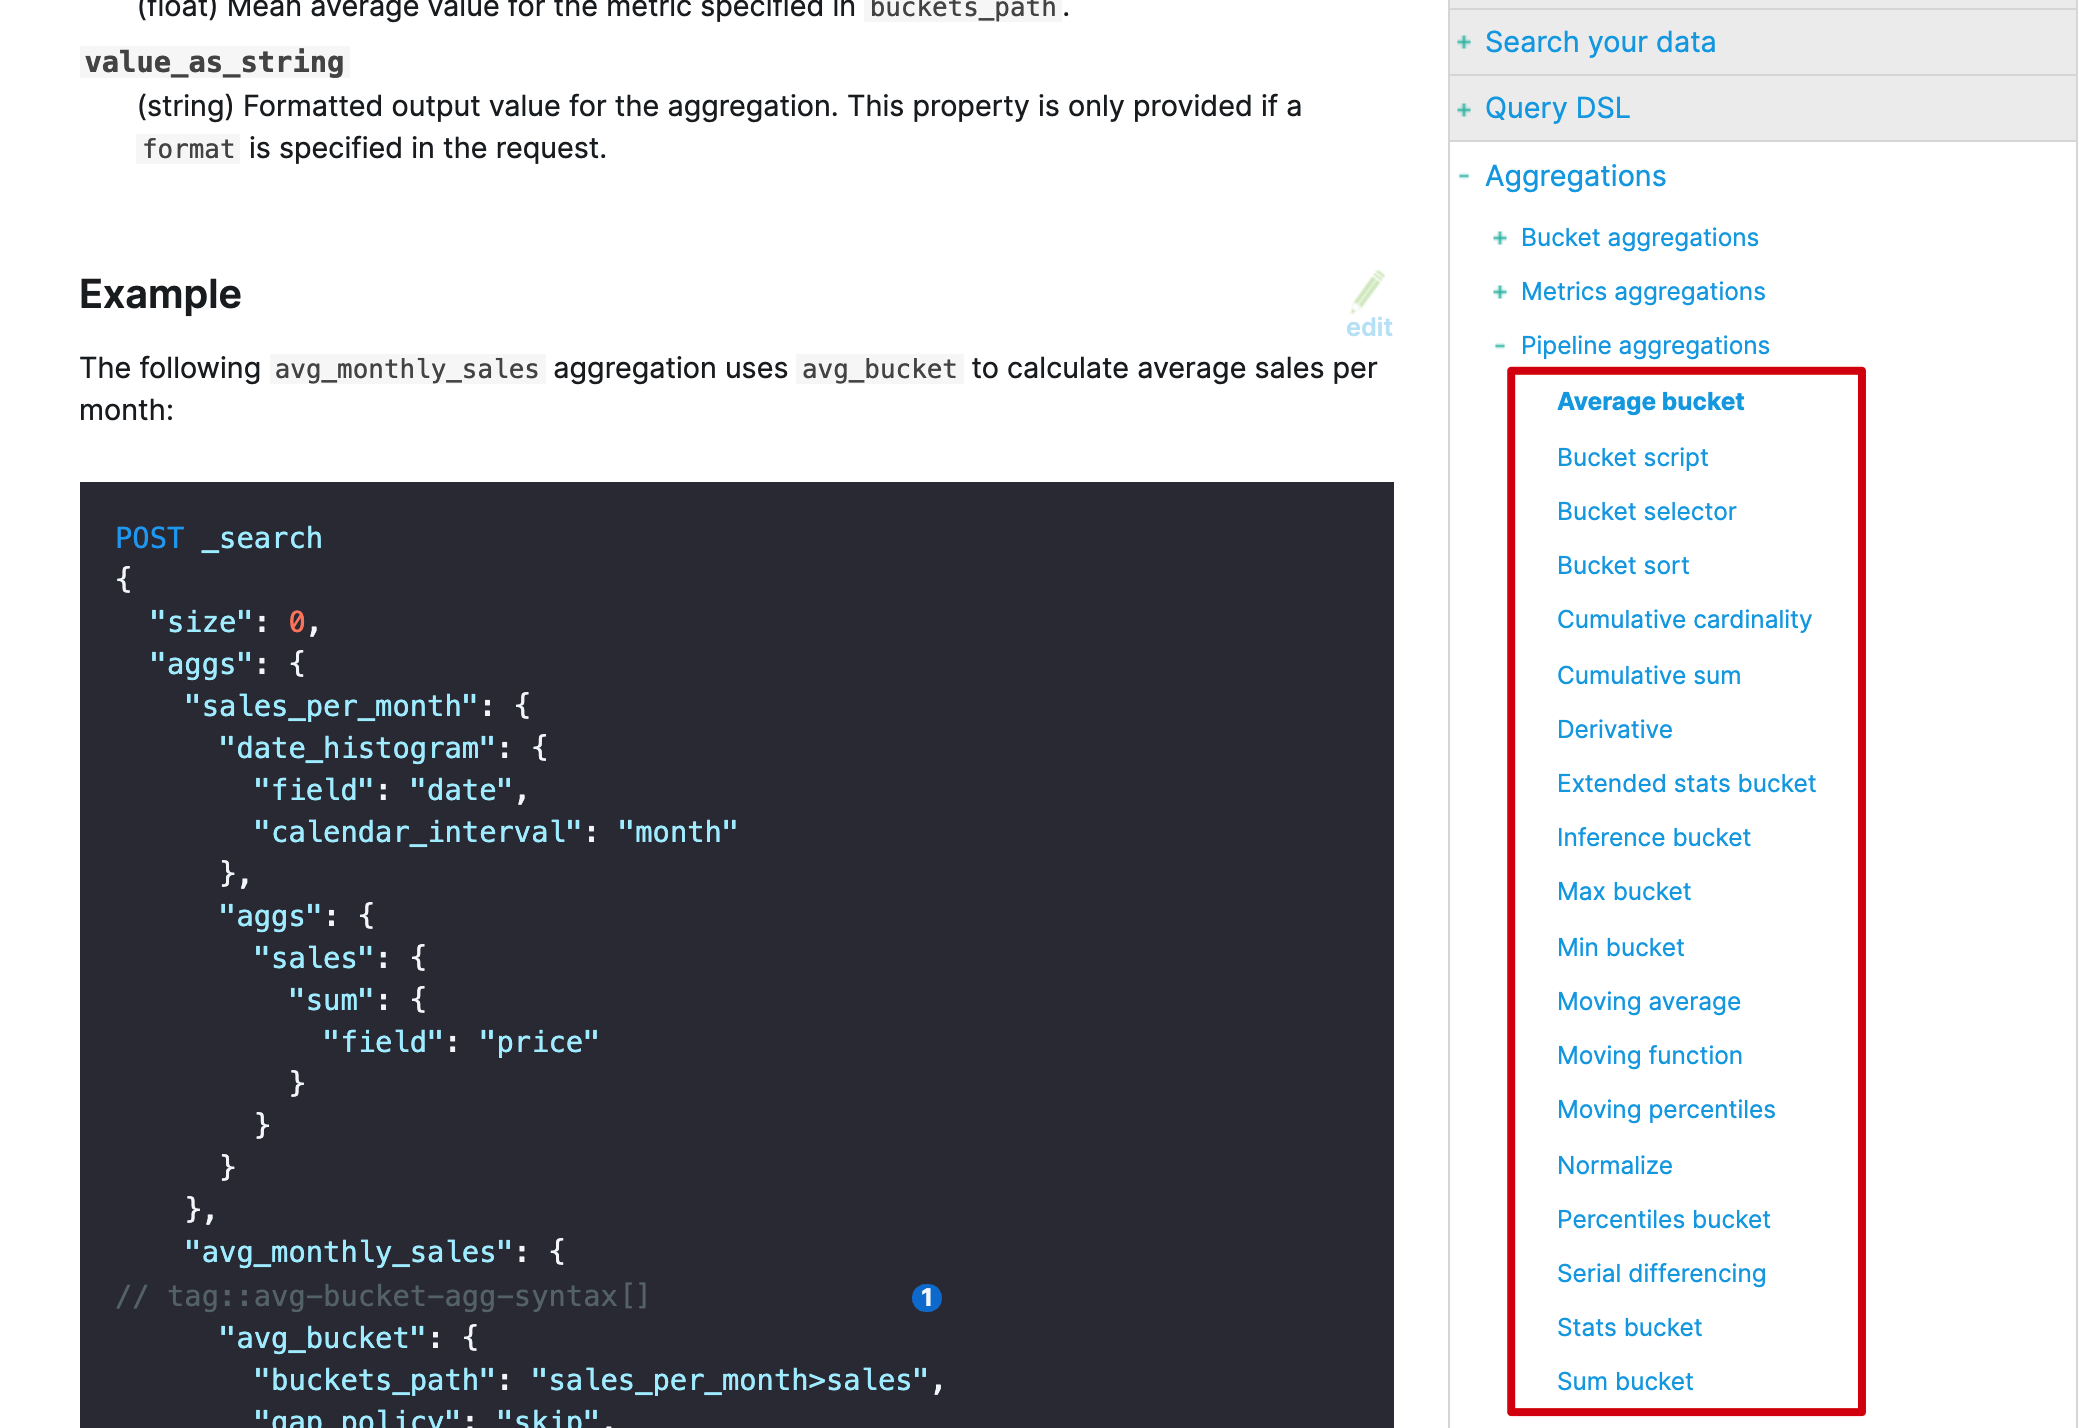 (float) Mean average value for the metric specified in buckets_path.
value_as_string
(string) Formatted output value for the aggregation. This property is only provided if a
format is specified in the request.
Example
edit
The following avg_monthly_sales aggregation uses avg_bucket to calculate average sales per
month:
POST _search
{
  "size": 0,
  "aggs": {
    "sales_per_month": {
      "date_histogram": {
        "field": "date",
        "calendar_interval": "month"
      },
      "aggs": {
        "sales": {
          "sum": {
            "field": "price"
          }
        }
      }
    },
    "avg_monthly_sales": {
// tag::avg-bucket-agg-syntax[] 1
      "avg_bucket": {
        "buckets_path": "sales_per_month>sales",
        "gap_policy": "skip",
+ Search your data
+ Query DSL
- Aggregations
+ Bucket aggregations
+ Metrics aggregations
- Pipeline aggregations
Average bucket
Bucket script
Bucket selector
Bucket sort
Cumulative cardinality
Cumulative sum
Derivative
Extended stats bucket
Inference bucket
Max bucket
Min bucket
Moving average
Moving function
Moving percentiles
Normalize
Percentiles bucket
Serial differencing
Stats bucket
Sum bucket